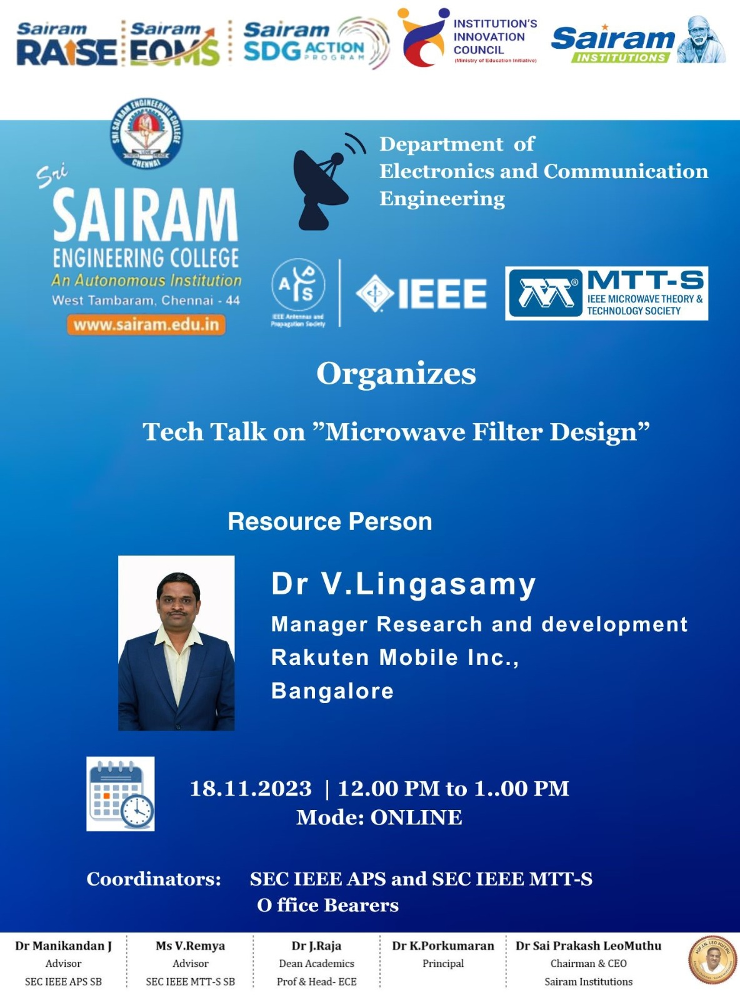 Sairam RAISE
Sairam EOMS
Sairam SDG ACTION PROGRAM
INSTITUTION'S
INNOVATION
COUNCIL
(Ministry of Education Initiative)
Sairam
INSTITUTIONS
SRI SAI RAM ENGINEERING COLLEGE
CHENNAI
Sri
SAIRAM
ENGINEERING COLLEGE
An Autonomous Institution
West Tambaram, Chennai - 44
www.sairam.edu.in
Department of
Electronics and Communication
Engineering
APS
IEEE Antennas and
Propagation Society
IEEE
MTT-S
IEEE MICROWAVE THEORY &
TECHNOLOGY SOCIETY
Organizes
Tech Talk on ”Microwave Filter Design”
Resource Person
Dr V.Lingasamy
Manager Research and development
Rakuten Mobile Inc.,
Bangalore
18.11.2023 | 12.00 PM to 1..00 PM
Mode: ONLINE
Coordinators: SEC IEEE APS and SEC IEEE MTT-S
O ffice Bearers
Dr Manikandan J
Advisor
SEC IEEE APS SB
Ms V.Remya
Advisor
SEC IEEE MTT-S SB
Dr J.Raja
Dean Academics
Prof & Head- ECE
Dr K.Porkumaran
Principal
Dr Sai Prakash LeoMuthu
Chairman & CEO
Sairam Institutions